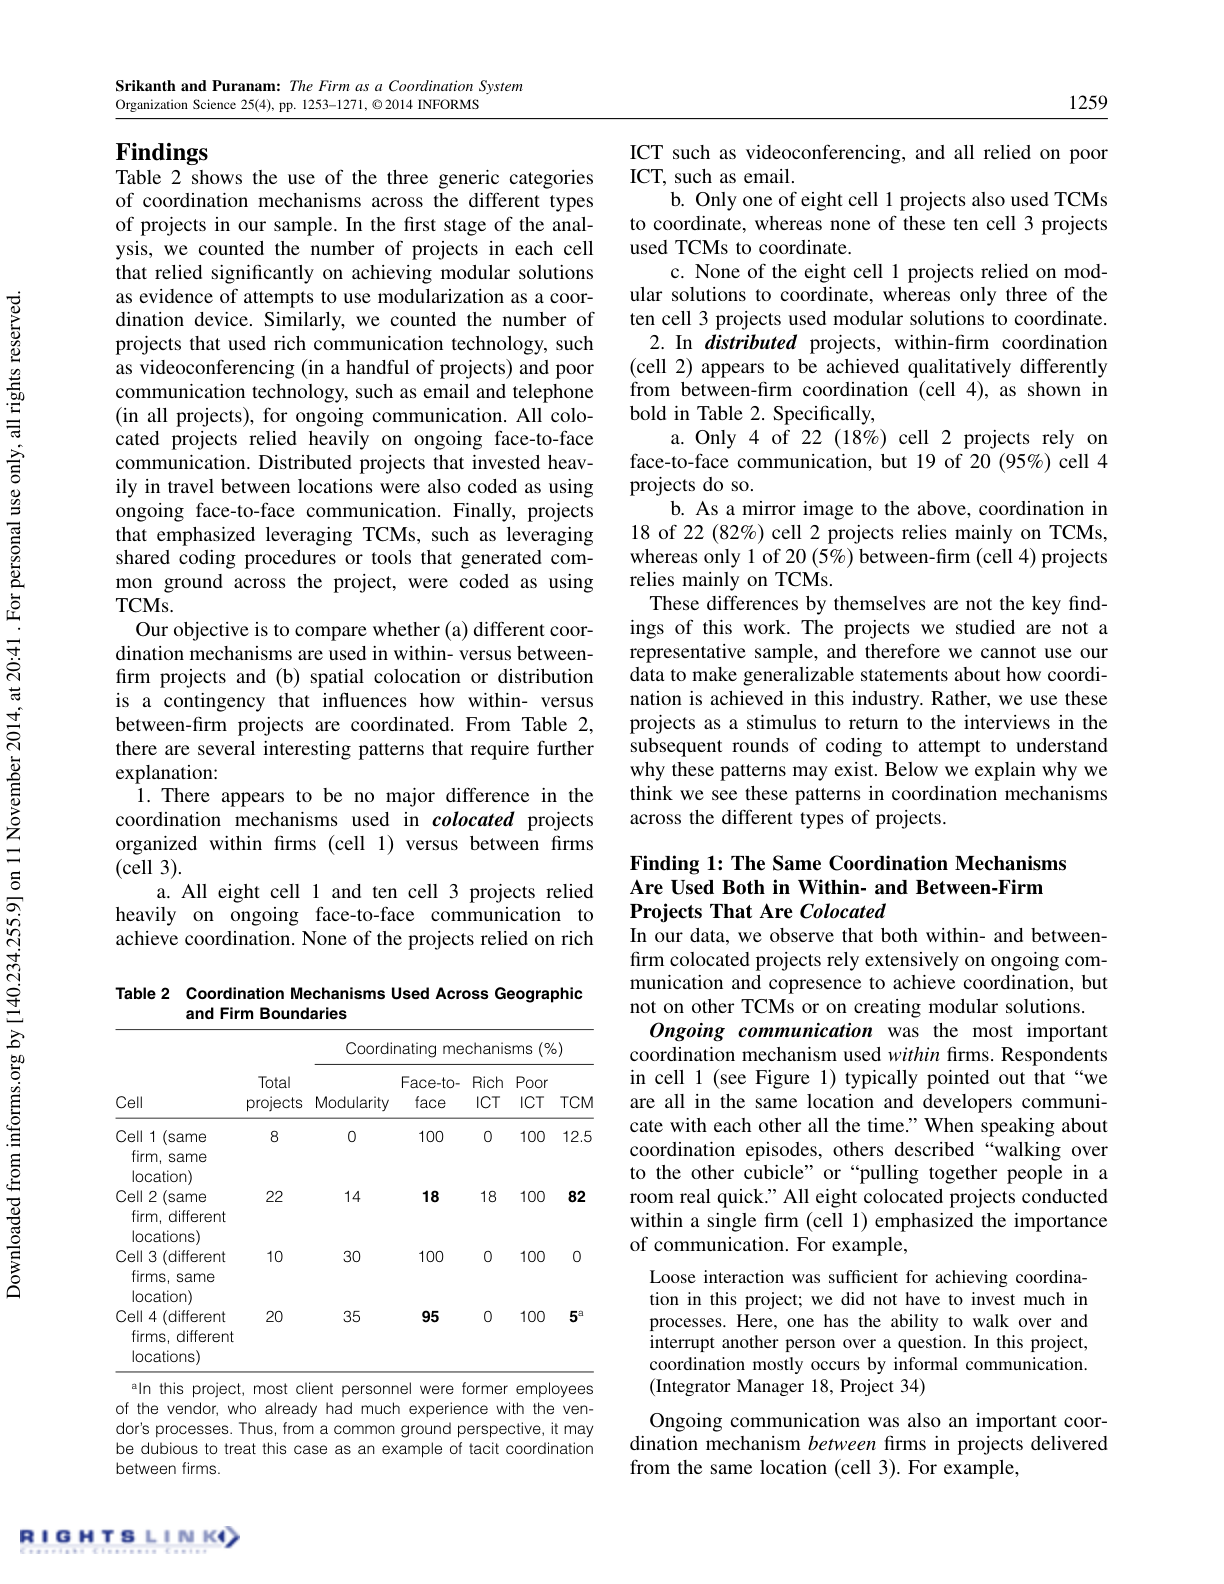 Srikanth and Puranam: The Firm as a Coordination System
Organization Science 25(4), pp. 1253–1271, © 2014 INFORMS
1259
Findings
Table 2 shows the use of the three generic categories
of coordination mechanisms across the different types
of projects in our sample. In the first stage of the anal-
ysis, we counted the number of projects in each cell
that relied significantly on achieving modular solutions
as evidence of attempts to use modularization as a coor-
dination device. Similarly, we counted the number of
projects that used rich communication technology, such
as videoconferencing (in a handful of projects) and poor
communication technology, such as email and telephone
(in all projects), for ongoing communication. All colo-
cated projects relied heavily on ongoing face-to-face
communication. Distributed projects that invested heav-
ily in travel between locations were also coded as using
ongoing face-to-face communication. Finally, projects
that emphasized leveraging TCMs, such as leveraging
shared coding procedures or tools that generated com-
mon ground across the project, were coded as using
TCMs.
Our objective is to compare whether (a) different coor-
dination mechanisms are used in within- versus between-
firm projects and (b) spatial colocation or distribution
is a contingency that influences how within- versus
between-firm projects are coordinated. From Table 2,
there are several interesting patterns that require further
explanation:
1. There appears to be no major difference in the
coordination mechanisms used in colocated projects
organized within firms (cell 1) versus between firms
(cell 3).
a. All eight cell 1 and ten cell 3 projects relied
heavily on ongoing face-to-face communication to
achieve coordination. None of the projects relied on rich
Table 2 Coordination Mechanisms Used Across Geographic
and Firm Boundaries
Coordinating mechanisms (%)
Total Face-to- Rich Poor
Cell projects Modularity face ICT ICT TCM
Cell 1 (same 8 0 100 0 100 12.5
firm, same
location)
Cell 2 (same 22 14 18 18 100 82
firm, different
locations)
Cell 3 (different 10 30 100 0 100 0
firms, same
location)
Cell 4 (different 20 35 95 0 100 5a
firms, different
locations)
aIn this project, most client personnel were former employees
of the vendor, who already had much experience with the ven-
dor's processes. Thus, from a common ground perspective, it may
be dubious to treat this case as an example of tacit coordination
between firms.
ICT such as videoconferencing, and all relied on poor
ICT, such as email.
b. Only one of eight cell 1 projects also used TCMs
to coordinate, whereas none of these ten cell 3 projects
used TCMs to coordinate.
c. None of the eight cell 1 projects relied on mod-
ular solutions to coordinate, whereas only three of the
ten cell 3 projects used modular solutions to coordinate.
2. In distributed projects, within-firm coordination
(cell 2) appears to be achieved qualitatively differently
from between-firm coordination (cell 4), as shown in
bold in Table 2. Specifically,
a. Only 4 of 22 (18%) cell 2 projects rely on
face-to-face communication, but 19 of 20 (95%) cell 4
projects do so.
b. As a mirror image to the above, coordination in
18 of 22 (82%) cell 2 projects relies mainly on TCMs,
whereas only 1 of 20 (5%) between-firm (cell 4) projects
relies mainly on TCMs.
These differences by themselves are not the key find-
ings of this work. The projects we studied are not a
representative sample, and therefore we cannot use our
data to make generalizable statements about how coordi-
nation is achieved in this industry. Rather, we use these
projects as a stimulus to return to the interviews in the
subsequent rounds of coding to attempt to understand
why these patterns may exist. Below we explain why we
think we see these patterns in coordination mechanisms
across the different types of projects.
Finding 1: The Same Coordination Mechanisms
Are Used Both in Within- and Between-Firm
Projects That Are Colocated
In our data, we observe that both within- and between-
firm colocated projects rely extensively on ongoing com-
munication and copresence to achieve coordination, but
not on other TCMs or on creating modular solutions.
Ongoing communication was the most important
coordination mechanism used within firms. Respondents
in cell 1 (see Figure 1) typically pointed out that “we
are all in the same location and developers communi-
cate with each other all the time.” When speaking about
coordination episodes, others described “walking over
to the other cubicle” or “pulling together people in a
room real quick.” All eight colocated projects conducted
within a single firm (cell 1) emphasized the importance
of communication. For example,
Loose interaction was sufficient for achieving coordina-
tion in this project; we did not have to invest much in
processes. Here, one has the ability to walk over and
interrupt another person over a question. In this project,
coordination mostly occurs by informal communication.
(Integrator Manager 18, Project 34)
Ongoing communication was also an important coor-
dination mechanism between firms in projects delivered
from the same location (cell 3). For example,
Downloaded from informs.org by [140.234.255.9] on 11 November 2014, at 20:41 . For personal use only, all rights reserved.
RIGHTSLINK
Copyright Clearance Center